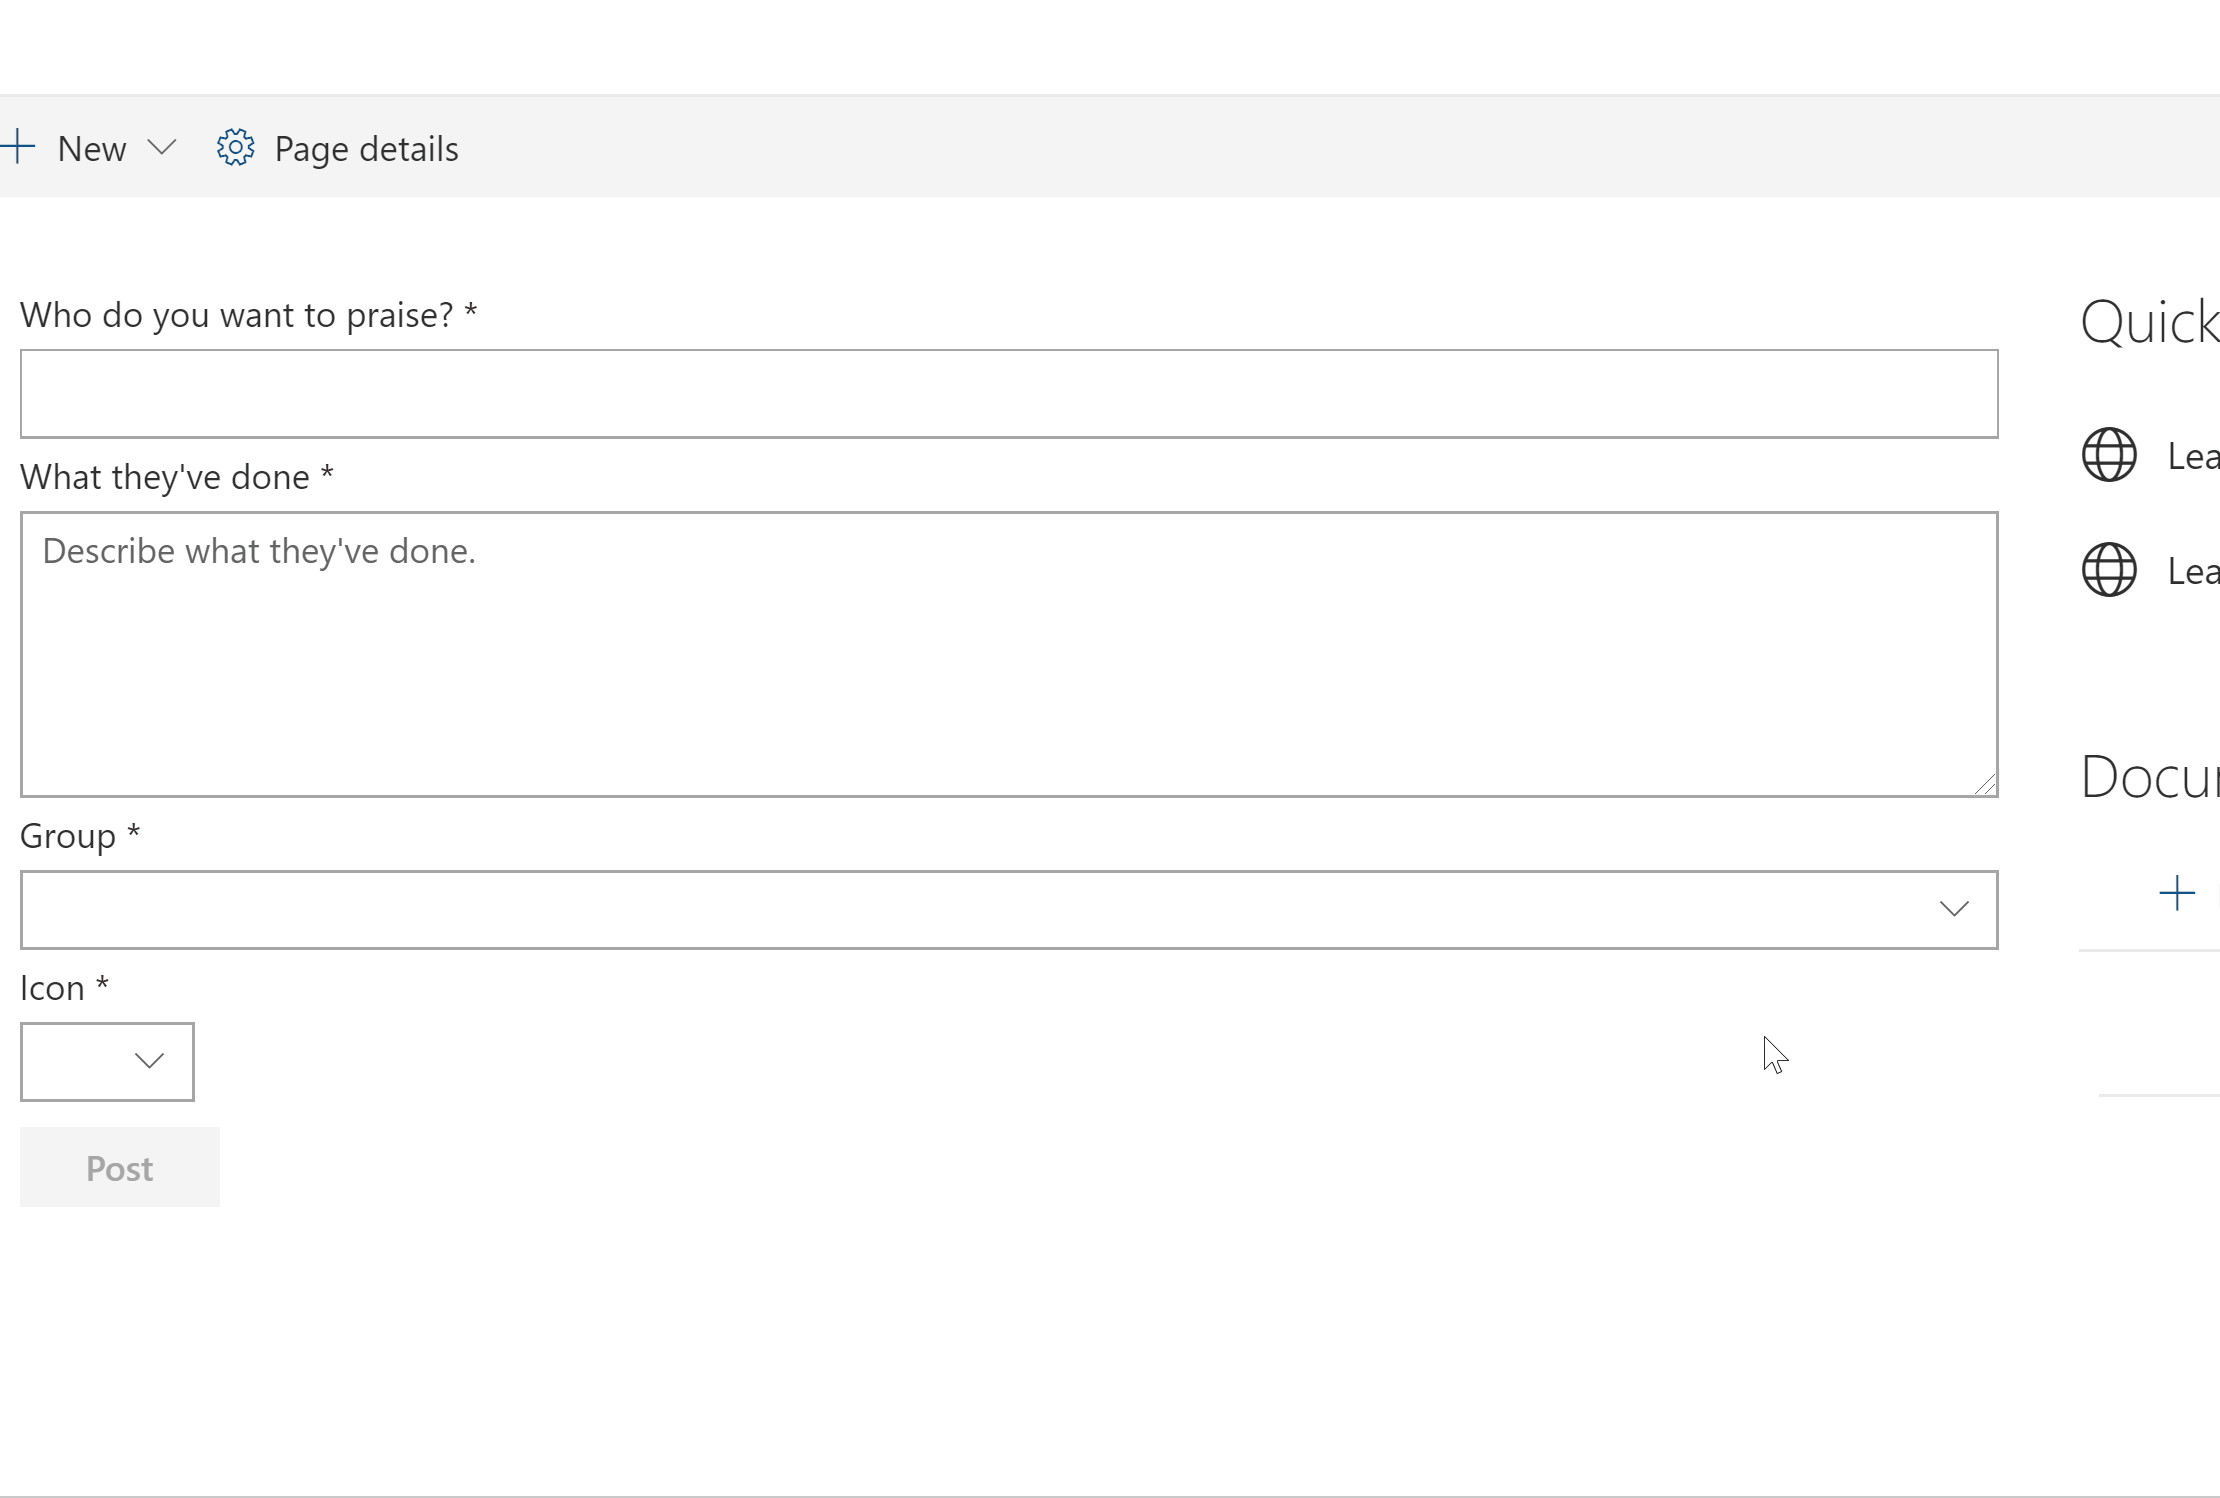 New
Page details
Who do you want to praise? *
What they've done *
Describe what they've done.
Group *
Icon *
Post
Quick
Lea
Lea
Docu